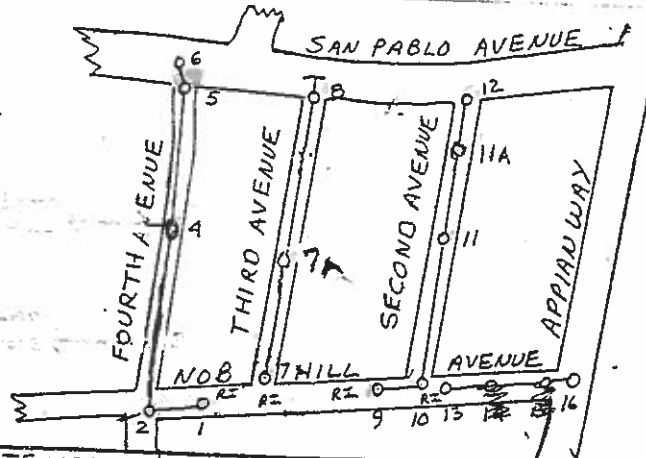 SAN PABLO AVENUE
6
5
8
12
11A
FOURTH AVENUE
4
THIRD AVENUE
7A
SECOND AVENUE
11
APPIAN WAY
NOB HILL AVENUE
7
RI
RI
RI
RI
2
1
9
10
13
16